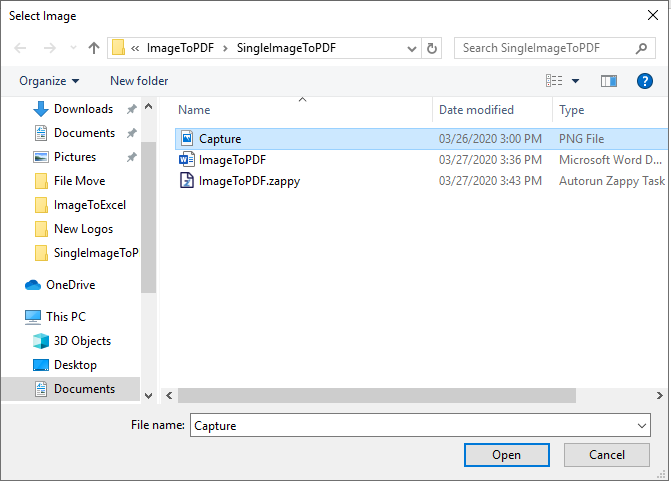 Select Image
« ImageToPDF > SingleImageToPDF
Search SingleImageToPDF
Organize
New folder
Name Date modified Type
Downloads
Documents
Pictures
File Move
ImageToExcel
New Logos
SingleImageToP
OneDrive
This PC
3D Objects
Desktop
Documents
Capture 03/26/2020 3:00 PM PNG File
ImageToPDF 03/27/2020 3:36 PM Microsoft Word D...
ImageToPDF.zappy 03/27/2020 3:43 PM Autorun Zappy Task
File name: Capture
Open Cancel